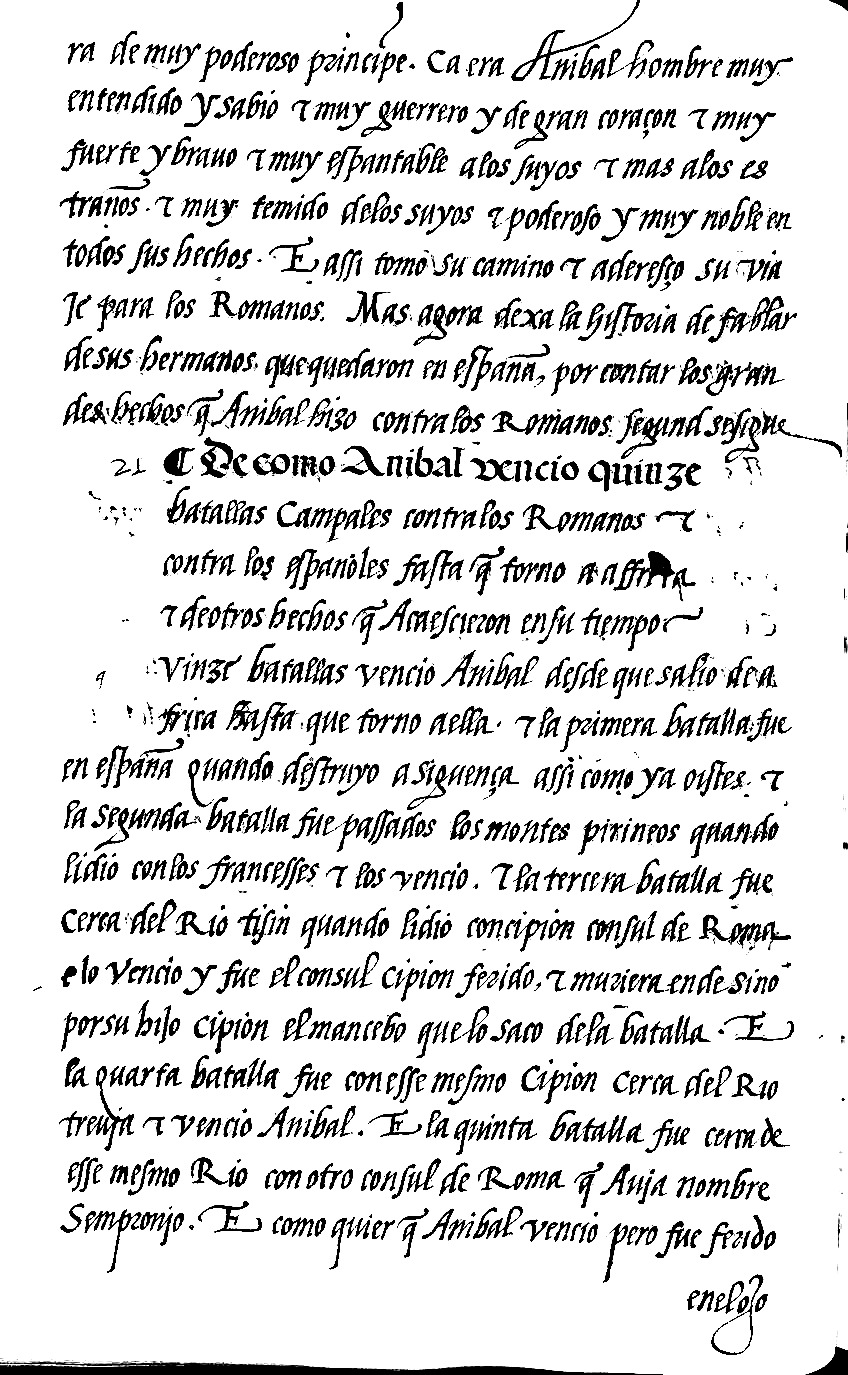 ra de muy poderoso principe. Ca era Anibal hombre muy
entendido y sabio ⁊ muy guerrero y de gran coraçon ⁊ muy
fuerte y brauo ⁊ muy espantable alos suyos ⁊ mas alos es
traños. ⁊ muy temido delos suyos ⁊ poderoso y muy noble en
todos sus hechos. E assi tomo su camino ⁊ aderesço su via
Je para los Romanos. Mas agora dexa la historia de fablar
de sus hermanos que quedaron en españa, por contar los gran
des hechos q̃ Anibal hizo contra los Romanos segund se sigue
21 ¶ De como Anibal vencio quinze
batallas Campales contra los Romanos ⁊
contra los españoles fasta q̃ torno a affrica
⁊ de otros hechos q̃ Acaescieron en su tiempo
vinze batallas vencio Anibal desde que salio de a
frica hasta que torno aella. ⁊ la primera batalla fue
en españa quando destruyo a siguença assi como ya oistes. ⁊
la segunda batalla fue passados los montes pirineos quando
lidio con los francesses ⁊ los vencio. ⁊ la tercera batalla fue
cerca del Rio tisin quando lidio con cipion consul de Roma
e lo vencio y fue el consul cipion ferido, ⁊ muriera ende sino
por su hijo cipion el mancebo que lo saco dela batalla. E
la quarta batalla fue con esse mesmo Cipion cerca del Rio
treuja ⁊ vencio Anibal. E la quinta batalla fue cerca de
esse mesmo Rio con otro consul de Roma q̃ Auja nombre
Sempronjo. E como quier q̃ Anibal vencio pero fue ferido
enel ojo